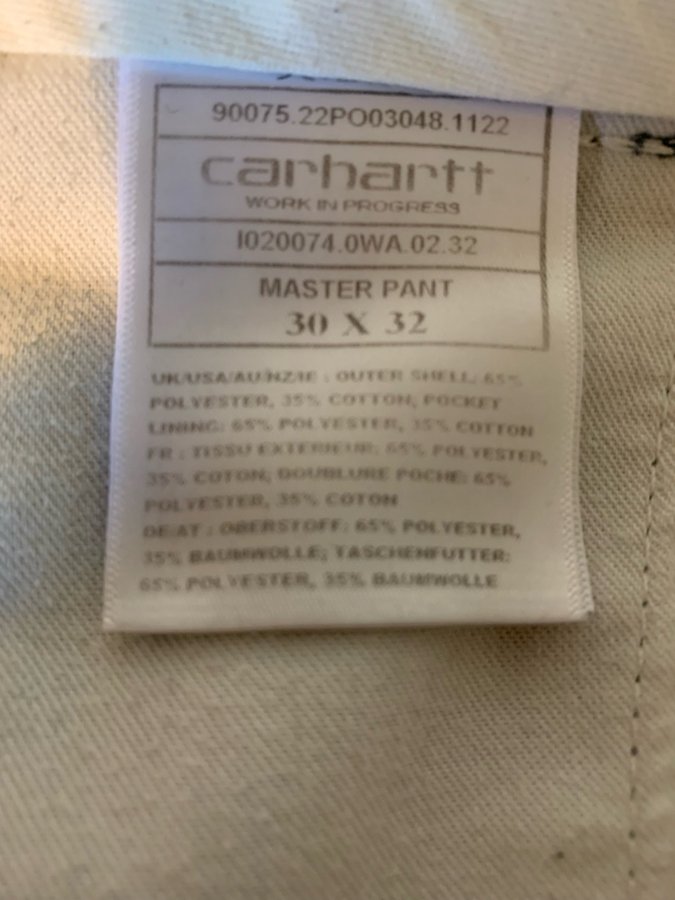 90075.22PO03048.1122
carhartt
WORK IN PROGRESS
I020074.0WA.02.32
MASTER PANT
30 X 32
UK/USA/AU/NZ/IE : OUTER SHELL: 65%
POLYESTER, 35% COTTON, POCKET
LINING: 65% POLYESTER, 35% COTTON
FR : TISSU EXTERIEUR: 65% POLYESTER,
35% COTON; DOUBLURE POCHE: 65%
POLYESTER, 35% COTON
DE/AT : OBERSTOFF: 65% POLYESTER,
35% BAUMWOLLE; TASCHENFUTTER:
65% POLYESTER, 35% BAUMWOLLE